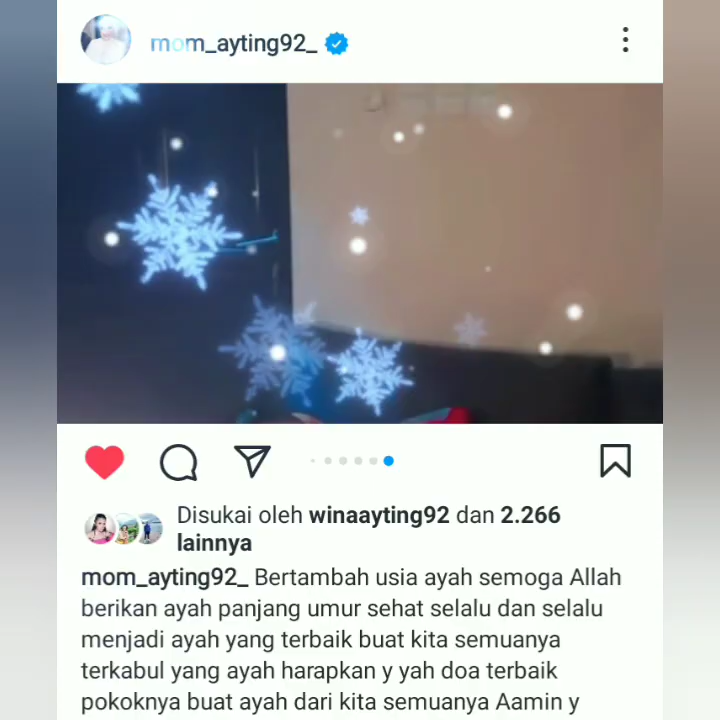 mom_ayting92_
Disukai oleh winaayting92 dan 2.266
lainnya
mom_ayting92_ Bertambah usia ayah semoga Allah
berikan ayah panjang umur sehat selalu dan selalu
menjadi ayah yang terbaik buat kita semuanya
terkabul yang ayah harapkan y yah doa terbaik
pokoknya buat ayah dari kita semuanya Aamin y